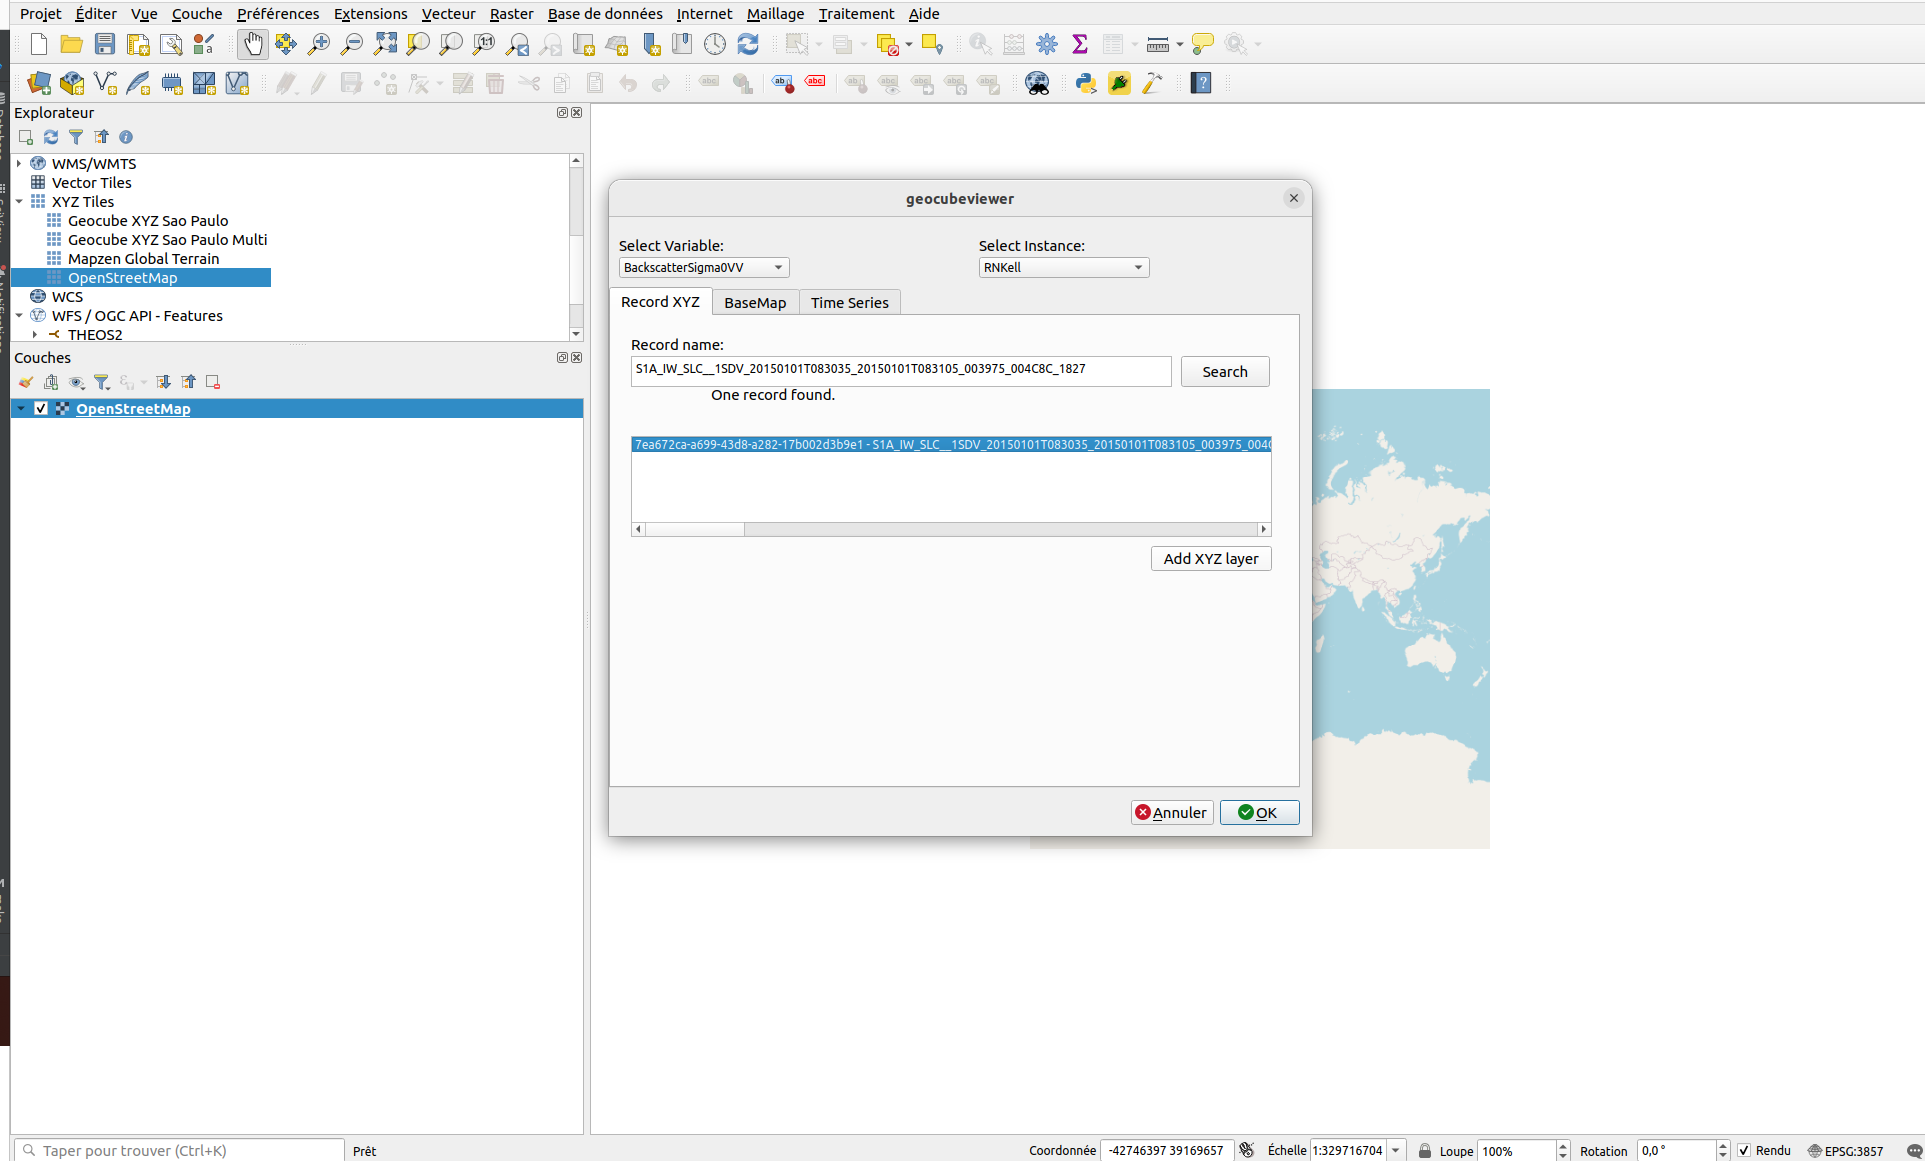 Projet Éditer Vue Couche Préférences Extensions Vecteur Raster Base de données Internet Maillage Traitement Aide
Explorateur
WMS/WMTS
Vector Tiles
XYZ Tiles
Geocube XYZ Sao Paulo
Geocube XYZ Sao Paulo Multi
Mapzen Global Terrain
OpenStreetMap
WCS
WFS / OGC API - Features
THEOS2
Couches
OpenStreetMap
geocubeviewer
Select Variable: Select Instance:
BackscatterSigma0VV RNKell
Record XYZ BaseMap Time Series
Record name:
S1A_IW_SLC__1SDV_20150101T083035_20150101T083105_003975_004C8C_1827 Search
One record found.
7ea672ca-a699-43d8-a282-17b002d3b9e1 - S1A_IW_SLC__1SDV_20150101T083035_20150101T083105_003975_004C
Add XYZ layer
Annuler OK
Taper pour trouver (Ctrl+K) Prêt Coordonnée -42746397 39169657 Échelle 1:329716704 Loupe 100% Rotation 0,0 ° Rendu EPSG:3857